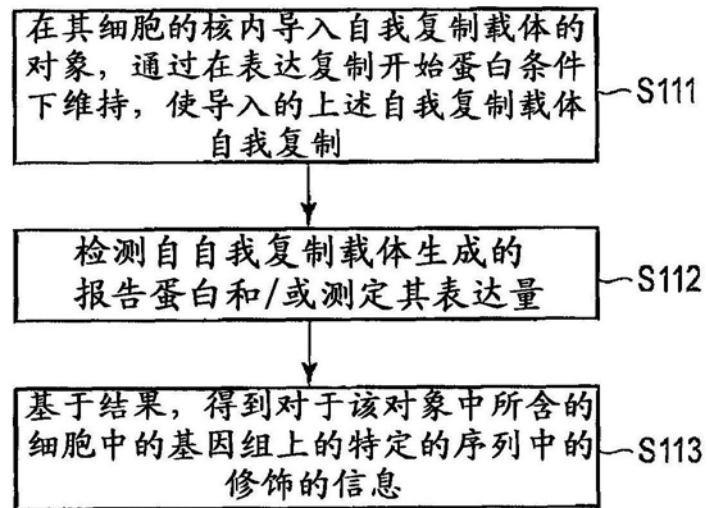 在其细胞的核内导入自我复制载体的
对象，通过在表达复制开始蛋白条件
下维持，使导入的上述自我复制载体
自我复制
S111
检测自自我复制载体生成的
报告蛋白和/或测定其表达量
S112
基于结果，得到对于该对象中所含的
细胞中的基因组上的特定的序列中的
修饰的信息
S113